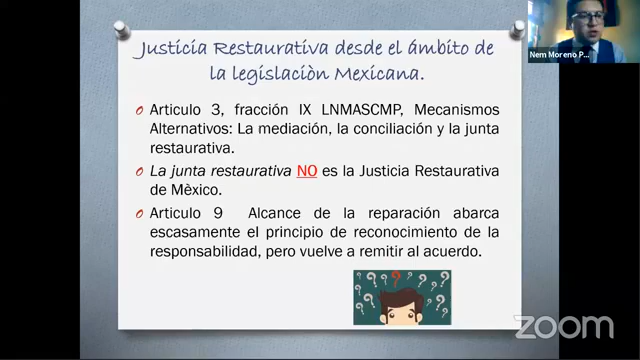 Justicia Restaurativa desde el ámbito de
la legislaciòn Mexicana.
Articulo 3, fracción IX LNMASCMP, Mecanismos
Alternativos: La mediación, la conciliación y la junta
restaurativa.
La junta restaurativa NO es la Justicia Restaurativa
de Mèxico.
Articulo 9 Alcance de la reparación abarca
escasamente el principio de reconocimiento de la
responsabilidad, pero vuelve a remitir al acuerdo.
Nem Moreno P...
zoom